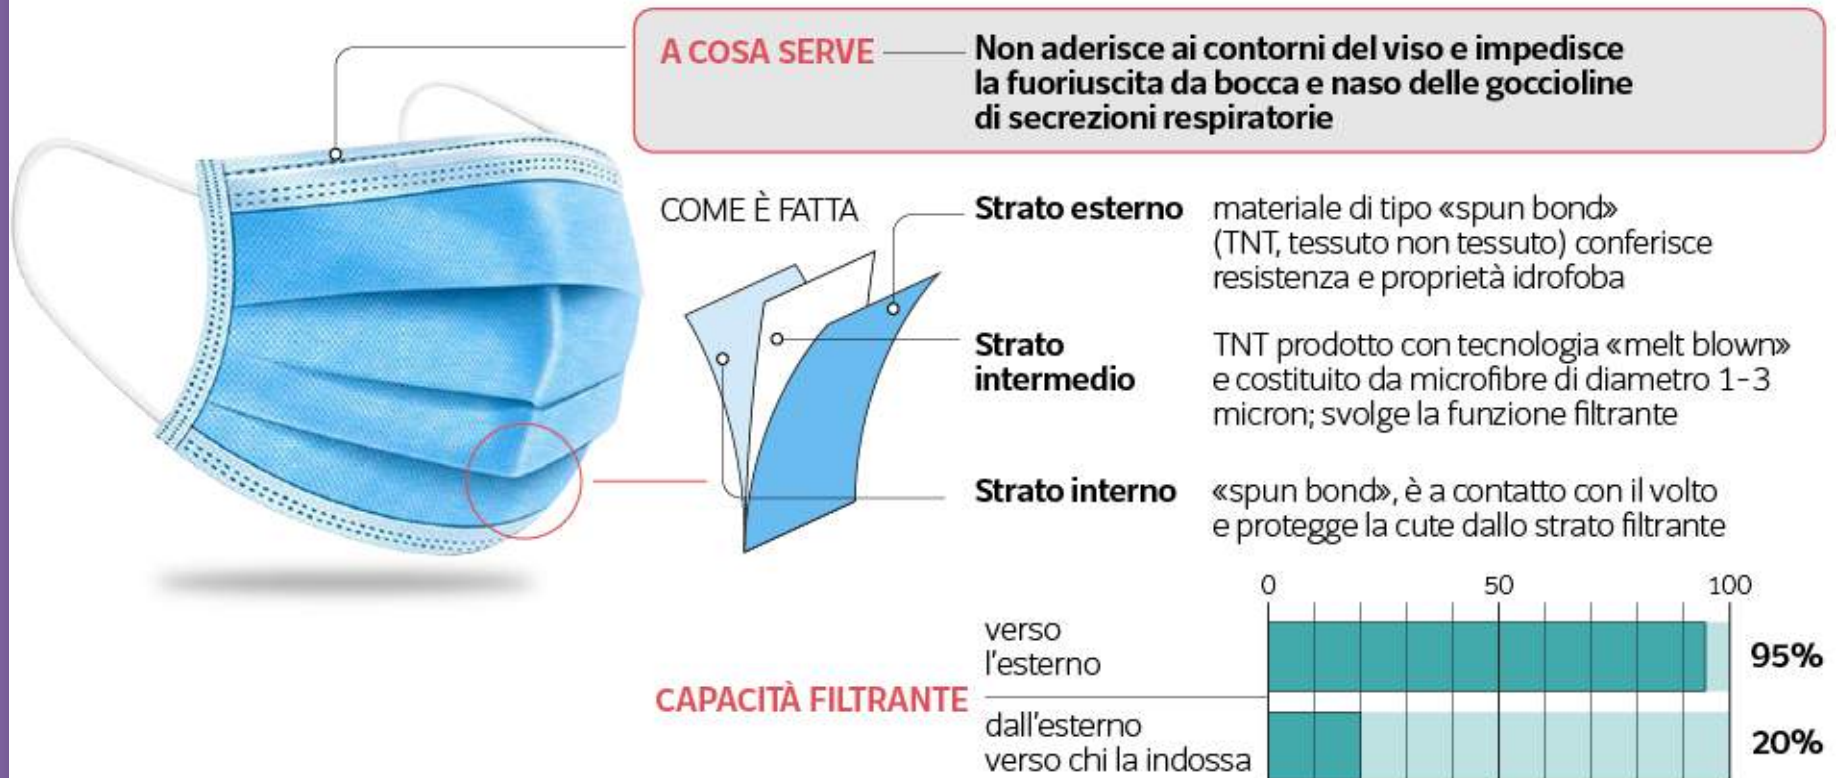 A COSA SERVE
Non aderisce ai contorni del viso e impedisce
la fuoriuscita da bocca e naso delle goccioline
di secrezioni respiratorie
COME È FATTA
Strato esterno
materiale di tipo «spun bond»
(TNT, tessuto non tessuto) conferisce
resistenza e proprietà idrofoba
Strato
intermedio
TNT prodotto con tecnologia «melt blown»
e costituito da microfibre di diametro 1-3
micron; svolge la funzione filtrante
Strato interno
«spun bond», è a contatto con il volto
e protegge la cute dallo strato filtrante
0 50 100
CAPACITÀ FILTRANTE
verso
l'esterno
95%
dall'esterno
verso chi la indossa
20%